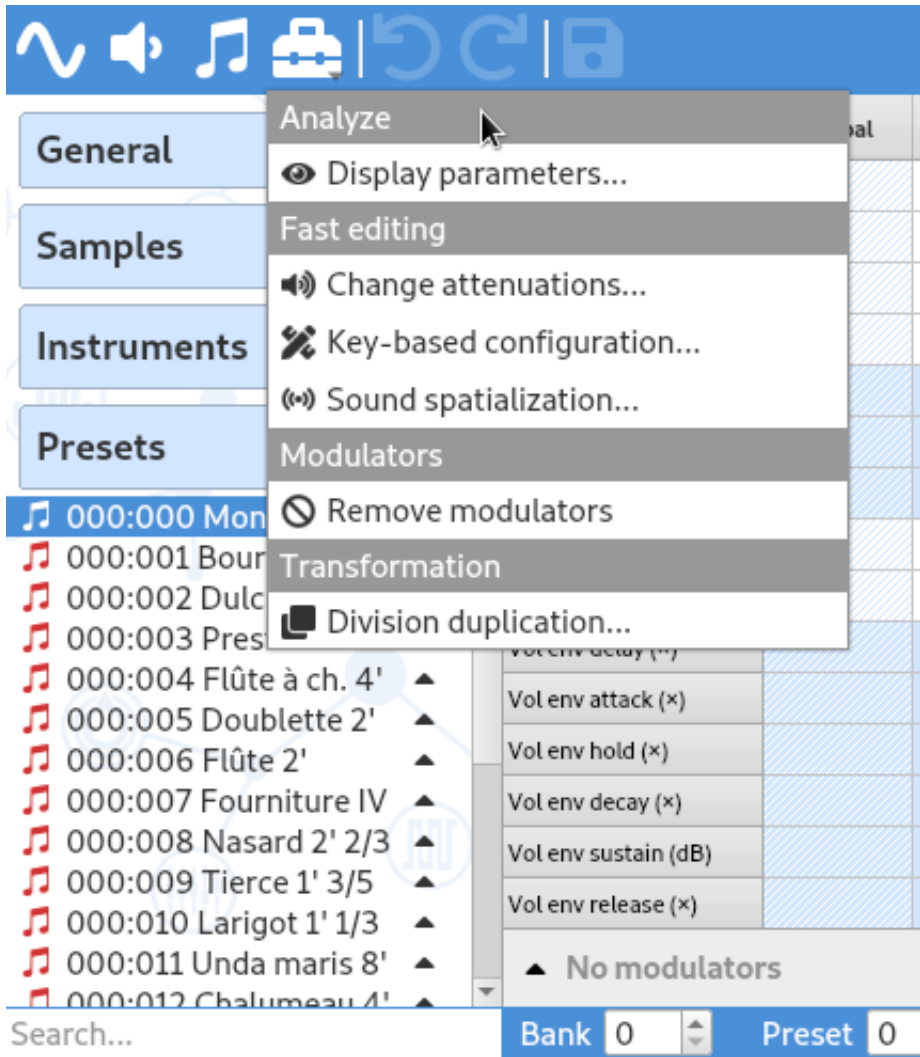 Analyze
Display parameters...
Fast editing
Change attenuations...
Key-based configuration...
Sound spatialization...
Modulators
Remove modulators
Transformation
Division duplication...
General
Samples
Instruments
Presets
000:000 Mon
000:001 Bour
000:002 Dulc
000:003 Pres
000:004 Flûte à ch. 4'
000:005 Doublette 2'
000:006 Flûte 2'
000:007 Fourniture IV
000:008 Nasard 2' 2/3
000:009 Tierce 1' 3/5
000:010 Larigot 1' 1/3
000:011 Unda maris 8'
000:012 Chalumeau 4'
Search...
bal
Vol env delay (×)
Vol env attack (×)
Vol env hold (×)
Vol env decay (×)
Vol env sustain (dB)
Vol env release (×)
No modulators
Bank 0 Preset 0